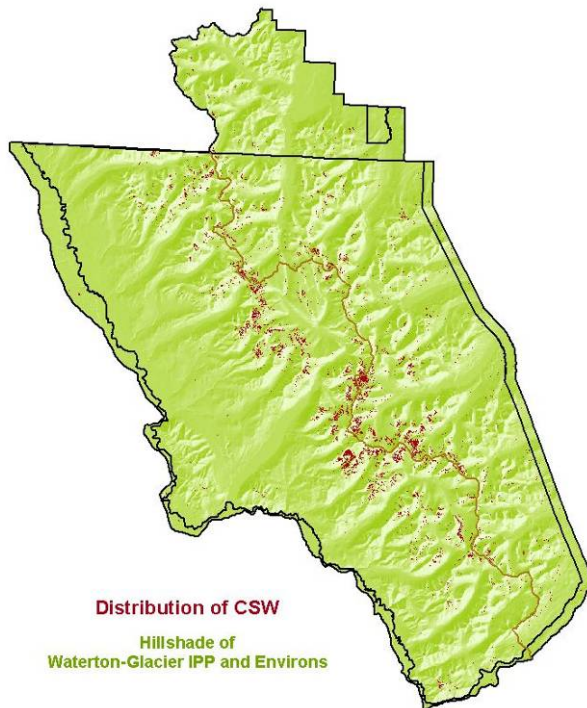 Distribution of CSW
Hillshade of
Waterton-Glacier IPP and Environs